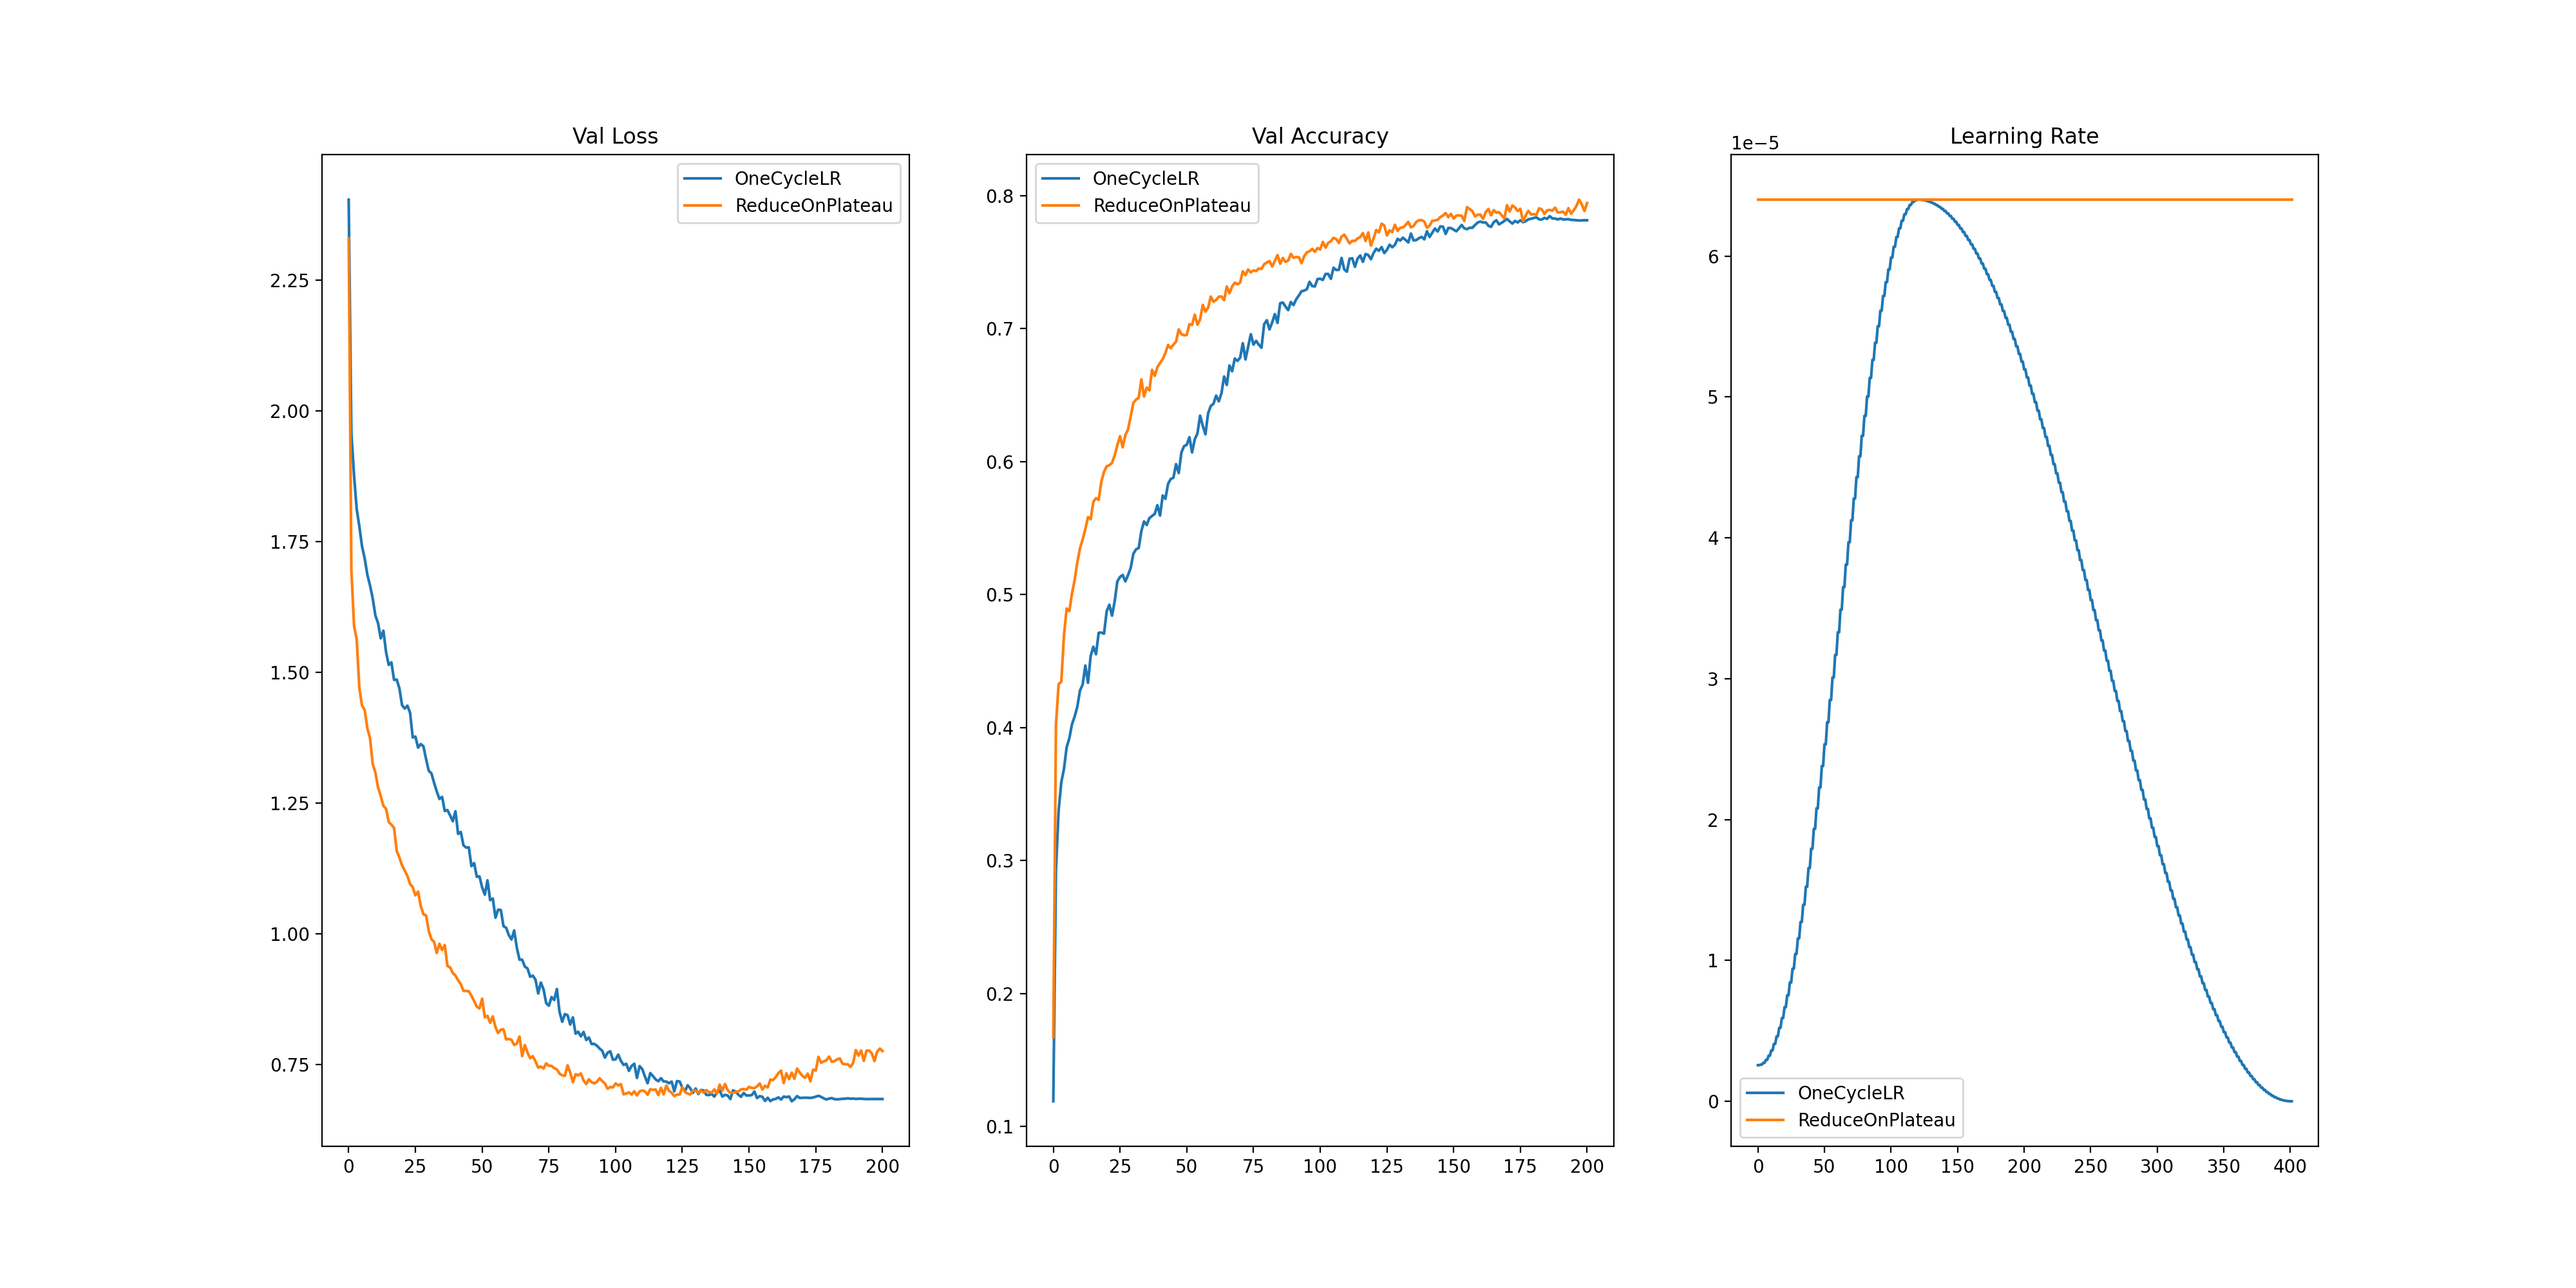 Val Loss
OneCycleLR
ReduceOnPlateau
2.25
2.00
1.75
1.50
1.25
1.00
0.75
0 25 50 75 100 125 150 175 200
Val Accuracy
OneCycleLR
ReduceOnPlateau
0.8
0.7
0.6
0.5
0.4
0.3
0.2
0.1
0 25 50 75 100 125 150 175 200
Learning Rate
1e−5
6
5
4
3
2
1
0
OneCycleLR
ReduceOnPlateau
0 50 100 150 200 250 300 350 400